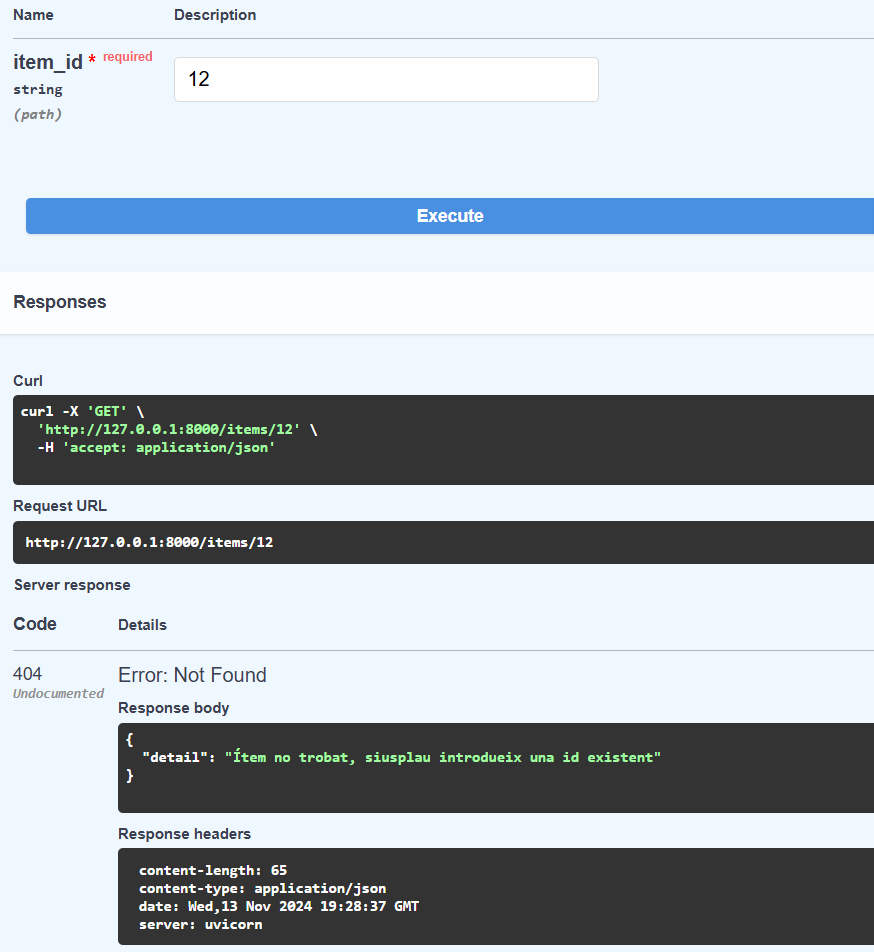 Name Description
item_id * required
12
string
(path)
Execute
Responses
Curl
curl -X 'GET' \
  'http://127.0.0.1:8000/items/12' \
  -H 'accept: application/json'
Request URL
http://127.0.0.1:8000/items/12
Server response
Code Details
404 Error: Not Found
Undocumented
Response body
{
  "detail": "Ítem no trobat, siusplau introdueix una id existent"
}
Response headers
content-length: 65
content-type: application/json
date: Wed,13 Nov 2024 19:28:37 GMT
server: uvicorn